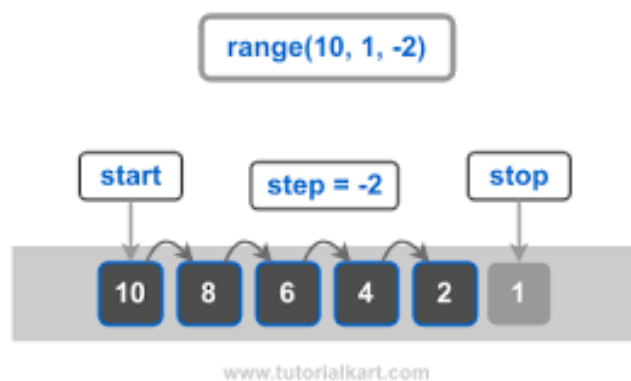 range(10, 1, -2)
start
step = -2
stop
10 8 6 4 2 1
www.tutorialkart.com